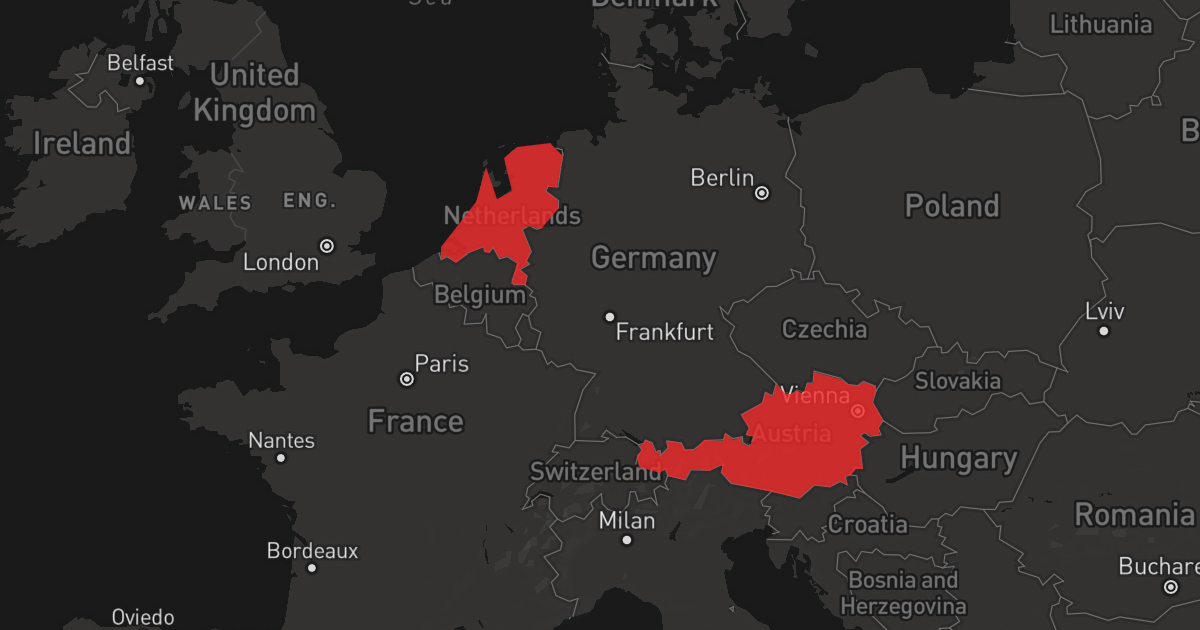 Sea
Denmark
Lithuania
Belfast
United
Kingdom
Ireland
B
WALES
ENG.
Berlin
Poland
Netherlands
London
Germany
Belgium
Lviv
Frankfurt
Czechia
Paris
Slovakia
Vienna
France
Austria
Nantes
Hungary
Switzerland
Milan
Croatia
Romania
Bordeaux
Buchare
Bosnia and
Herzegovina
Oviedo